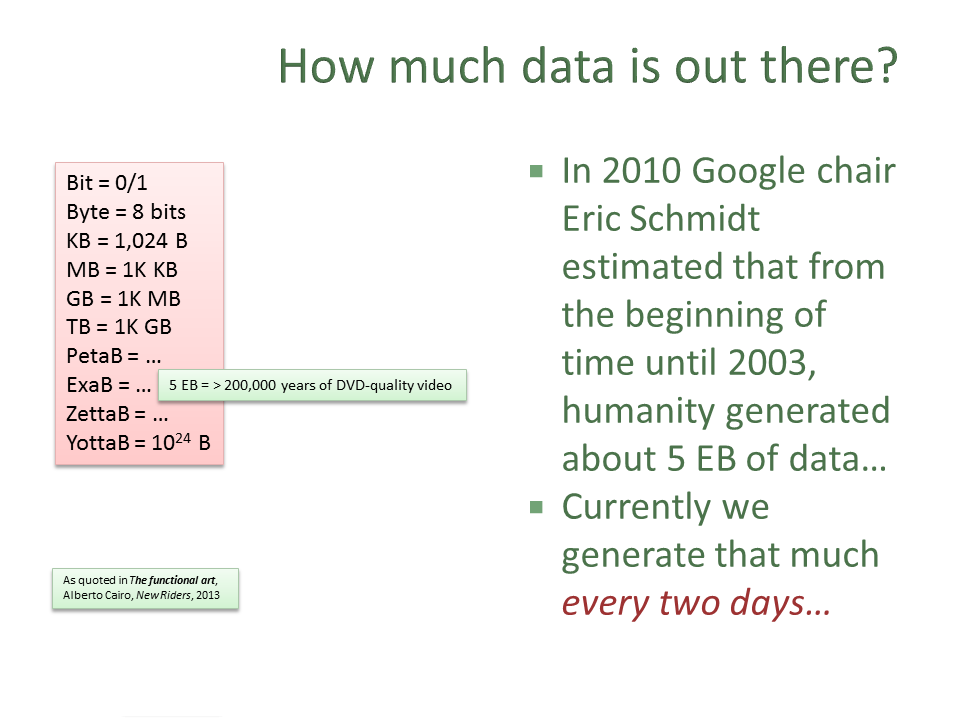 How much data is out there?
Bit = 0/1
Byte = 8 bits
KB = 1,024 B
MB = 1K KB
GB = 1K MB
TB = 1K GB
PetaB = …
ExaB = …
5 EB = > 200,000 years of DVD-quality video
ZettaB = …
YottaB = 10²⁴ B
As quoted in The functional art,
Alberto Cairo, New Riders, 2013
In 2010 Google chair
Eric Schmidt
estimated that from
the beginning of
time until 2003,
humanity generated
about 5 EB of data…
Currently we
generate that much
every two days…